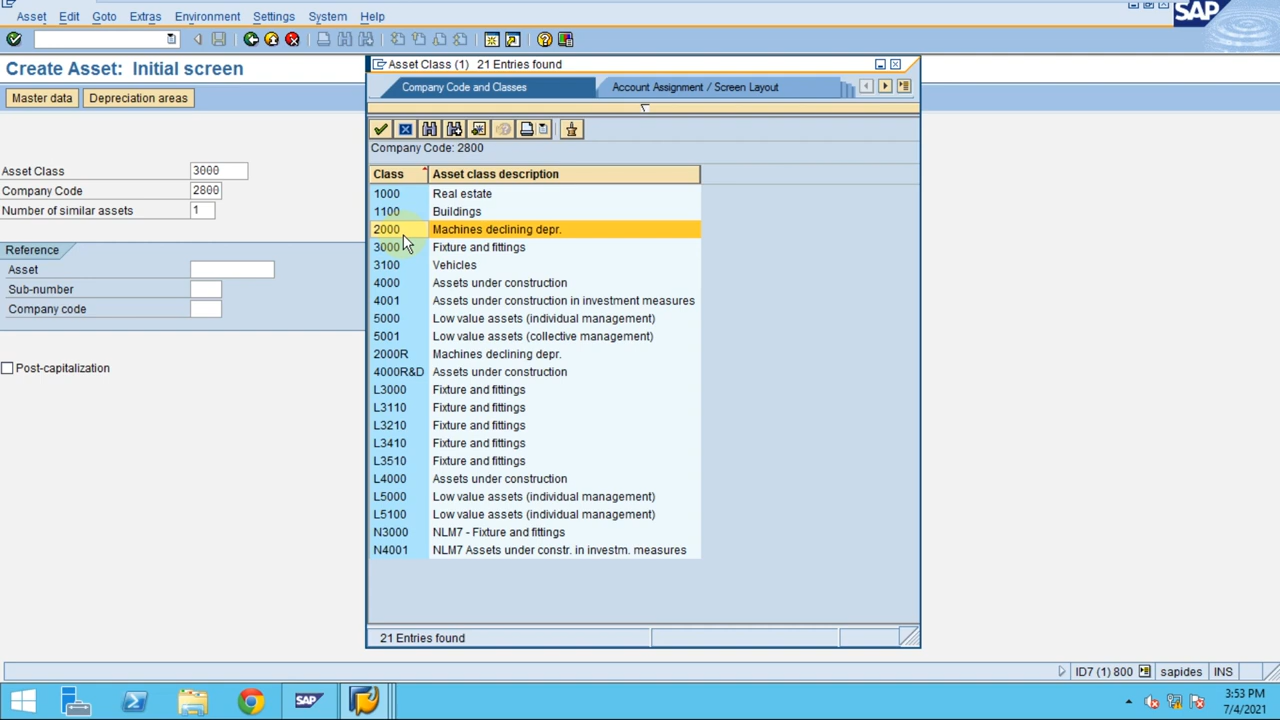 Asset Edit Goto Extras Environment Settings System Help
SAP
Create Asset: Initial screen
Master data Depreciation areas
Asset Class 3000
Company Code 2800
Number of similar assets 1
Reference
Asset
Sub-number
Company code
Post-capitalization
Asset Class (1) 21 Entries found
Company Code and Classes Account Assignment / Screen Layout
Company Code: 2800
Class Asset class description
1000 Real estate
1100 Buildings
2000 Machines declining depr.
3000 Fixture and fittings
3100 Vehicles
4000 Assets under construction
4001 Assets under construction in investment measures
5000 Low value assets (individual management)
5001 Low value assets (collective management)
2000R Machines declining depr.
4000R&D Assets under construction
L3000 Fixture and fittings
L3110 Fixture and fittings
L3210 Fixture and fittings
L3410 Fixture and fittings
L3510 Fixture and fittings
L4000 Assets under construction
L5000 Low value assets (individual management)
L5100 Low value assets (individual management)
N3000 NLM7 - Fixture and fittings
N4001 NLM7 Assets under constr. in investm. measures
21 Entries found
ID7 (1) 800 sapides INS
SAP
3:53 PM
7/4/2021